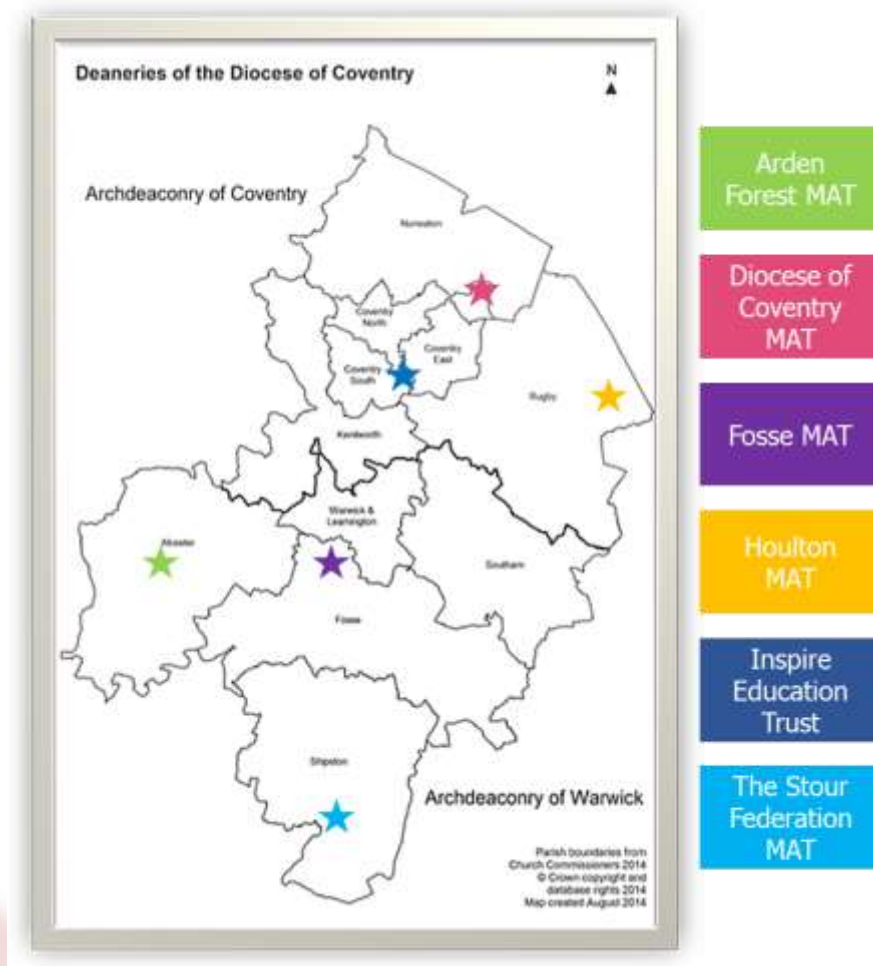 Deaneries of the Diocese of Coventry
N
Archdeaconry of Coventry
Nuneaton
Coventry
North
Coventry
East
Coventry
South
Rugby
Kenilworth
Warwick &
Leamington
Alcester
Southam
Fosse
Shipston
Archdeaconry of Warwick
Parish boundaries from
Church Commissioners 2014
© Crown copyright and
database rights 2014
Map created August 2014
Arden
Forest MAT
Diocese of
Coventry
MAT
Fosse MAT
Houlton
MAT
Inspire
Education
Trust
The Stour
Federation
MAT